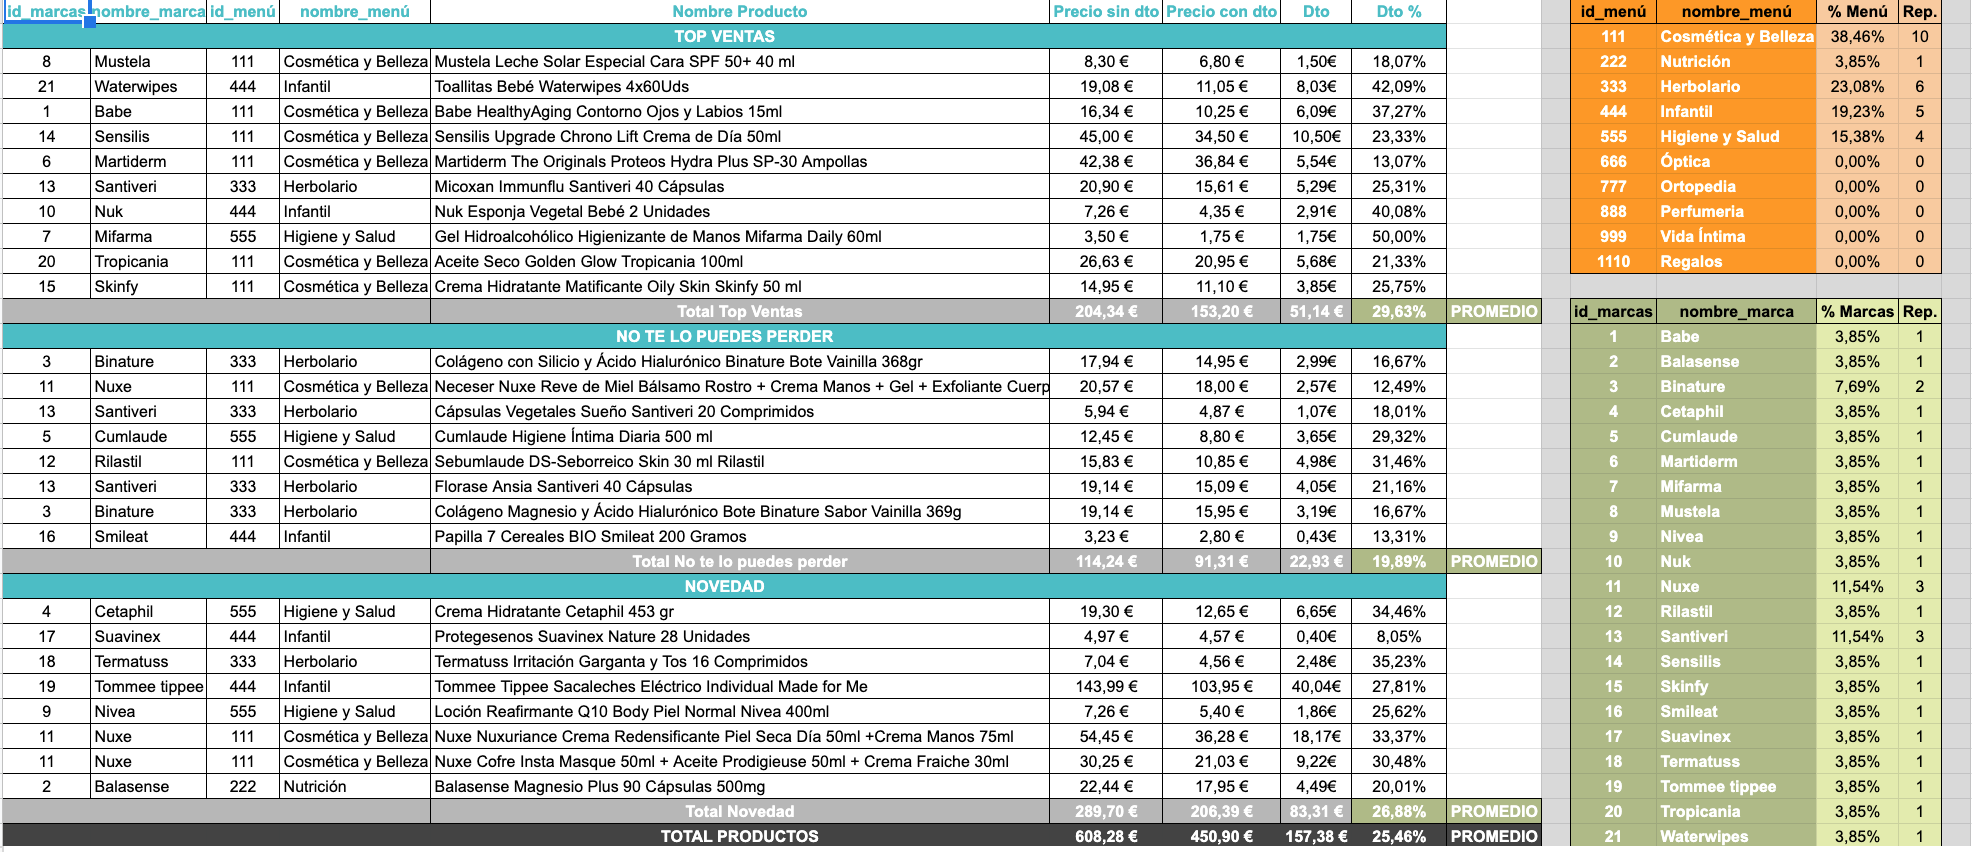 id_marcas nombre_marca id_menú nombre_menú Nombre Producto Precio sin dto Precio con dto Dto Dto %
TOP VENTAS
8 Mustela 111 Cosmética y Belleza Mustela Leche Solar Especial Cara SPF 50+ 40 ml 8,30 € 6,80 € 1,50€ 18,07%
21 Waterwipes 444 Infantil Toallitas Bebé Waterwipes 4x60Uds 19,08 € 11,05 € 8,03€ 42,09%
1 Babe 111 Cosmética y Belleza Babe HealthyAging Contorno Ojos y Labios 15ml 16,34 € 10,25 € 6,09€ 37,27%
14 Sensilis 111 Cosmética y Belleza Sensilis Upgrade Chrono Lift Crema de Día 50ml 45,00 € 34,50 € 10,50€ 23,33%
6 Martiderm 111 Cosmética y Belleza Martiderm The Originals Proteos Hydra Plus SP-30 Ampollas 42,38 € 36,84 € 5,54€ 13,07%
13 Santiveri 333 Herbolario Micoxan Immunflu Santiveri 40 Cápsulas 20,90 € 15,61 € 5,29€ 25,31%
10 Nuk 444 Infantil Nuk Esponja Vegetal Bebé 2 Unidades 7,26 € 4,35 € 2,91€ 40,08%
7 Mifarma 555 Higiene y Salud Gel Hidroalcohólico Higienizante de Manos Mifarma Daily 60ml 3,50 € 1,75 € 1,75€ 50,00%
20 Tropicania 111 Cosmética y Belleza Aceite Seco Golden Glow Tropicania 100ml 26,63 € 20,95 € 5,68€ 21,33%
15 Skinfy 111 Cosmética y Belleza Crema Hidratante Matificante Oily Skin Skinfy 50 ml 14,95 € 11,10 € 3,85€ 25,75%
Total Top Ventas 204,34 € 153,20 € 51,14 € 29,63% PROMEDIO
NO TE LO PUEDES PERDER
3 Binature 333 Herbolario Colágeno con Silicio y Ácido Hialurónico Binature Bote Vainilla 368gr 17,94 € 14,95 € 2,99€ 16,67%
11 Nuxe 111 Cosmética y Belleza Neceser Nuxe Reve de Miel Bálsamo Rostro + Crema Manos + Gel + Exfoliante Cuerp 20,57 € 18,00 € 2,57€ 12,49%
13 Santiveri 333 Herbolario Cápsulas Vegetales Sueño Santiveri 20 Comprimidos 5,94 € 4,87 € 1,07€ 18,01%
5 Cumlaude 555 Higiene y Salud Cumlaude Higiene Íntima Diaria 500 ml 12,45 € 8,80 € 3,65€ 29,32%
12 Rilastil 111 Cosmética y Belleza Sebumlaude DS-Seborreico Skin 30 ml Rilastil 15,83 € 10,85 € 4,98€ 31,46%
13 Santiveri 333 Herbolario Florase Ansia Santiveri 40 Cápsulas 19,14 € 15,09 € 4,05€ 21,16%
3 Binature 333 Herbolario Colágeno Magnesio y Ácido Hialurónico Bote Binature Sabor Vainilla 369g 19,14 € 15,95 € 3,19€ 16,67%
16 Smileat 444 Infantil Papilla 7 Cereales BIO Smileat 200 Gramos 3,23 € 2,80 € 0,43€ 13,31%
Total No te lo puedes perder 114,24 € 91,31 € 22,93 € 19,89% PROMEDIO
NOVEDAD
4 Cetaphil 555 Higiene y Salud Crema Hidratante Cetaphil 453 gr 19,30 € 12,65 € 6,65€ 34,46%
17 Suavinex 444 Infantil Protegesenos Suavinex Nature 28 Unidades 4,97 € 4,57 € 0,40€ 8,05%
18 Termatuss 333 Herbolario Termatuss Irritación Garganta y Tos 16 Comprimidos 7,04 € 4,56 € 2,48€ 35,23%
19 Tommee tippee 444 Infantil Tommee Tippee Sacaleches Eléctrico Individual Made for Me 143,99 € 103,95 € 40,04€ 27,81%
9 Nivea 555 Higiene y Salud Loción Reafirmante Q10 Body Piel Normal Nivea 400ml 7,26 € 5,40 € 1,86€ 25,62%
11 Nuxe 111 Cosmética y Belleza Nuxe Nuxuriance Crema Redensificante Piel Seca Día 50ml +Crema Manos 75ml 54,45 € 36,28 € 18,17€ 33,37%
11 Nuxe 111 Cosmética y Belleza Nuxe Cofre Insta Masque 50ml + Aceite Prodigieuse 50ml + Crema Fraiche 30ml 30,25 € 21,03 € 9,22€ 30,48%
2 Balasense 222 Nutrición Balasense Magnesio Plus 90 Cápsulas 500mg 22,44 € 17,95 € 4,49€ 20,01%
Total Novedad 289,70 € 206,39 € 83,31 € 26,88% PROMEDIO
TOTAL PRODUCTOS 608,28 € 450,90 € 157,38 € 25,46% PROMEDIO
id_menú nombre_menú % Menú Rep.
111 Cosmética y Belleza 38,46% 10
222 Nutrición 3,85% 1
333 Herbolario 23,08% 6
444 Infantil 19,23% 5
555 Higiene y Salud 15,38% 4
666 Óptica 0,00% 0
777 Ortopedia 0,00% 0
888 Perfumeria 0,00% 0
999 Vida Íntima 0,00% 0
1110 Regalos 0,00% 0
id_marcas nombre_marca % Marcas Rep.
1 Babe 3,85% 1
2 Balasense 3,85% 1
3 Binature 7,69% 2
4 Cetaphil 3,85% 1
5 Cumlaude 3,85% 1
6 Martiderm 3,85% 1
7 Mifarma 3,85% 1
8 Mustela 3,85% 1
9 Nivea 3,85% 1
10 Nuk 3,85% 1
11 Nuxe 11,54% 3
12 Rilastil 3,85% 1
13 Santiveri 11,54% 3
14 Sensilis 3,85% 1
15 Skinfy 3,85% 1
16 Smileat 3,85% 1
17 Suavinex 3,85% 1
18 Termatuss 3,85% 1
19 Tommee tippee 3,85% 1
20 Tropicania 3,85% 1
21 Waterwipes 3,85% 1